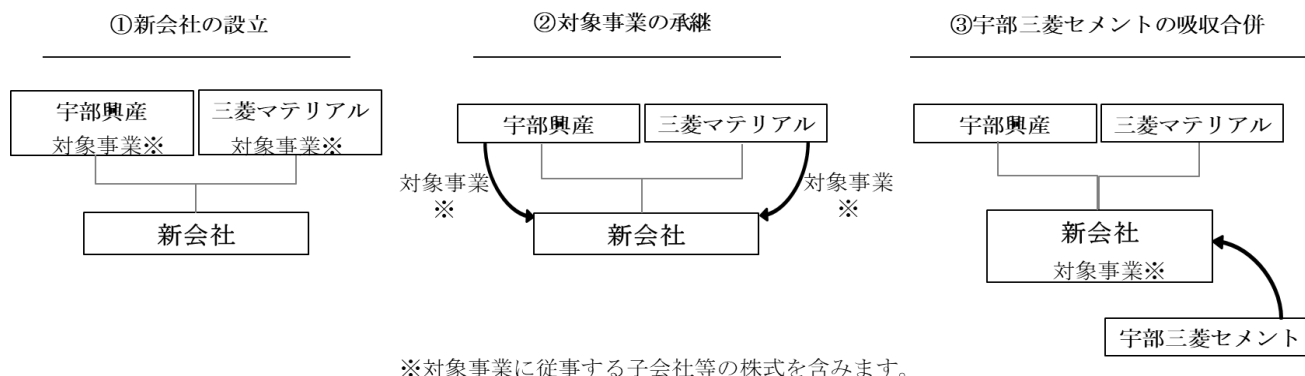 ①新会社の設立
宇部興産
対象事業※
三菱マテリアル
対象事業※
新会社
②対象事業の承継
宇部興産
三菱マテリアル
対象事業
※
対象事業
※
新会社
③宇部三菱セメントの吸収合併
宇部興産
三菱マテリアル
新会社
対象事業※
宇部三菱セメント
※対象事業に従事する子会社等の株式を含みます。